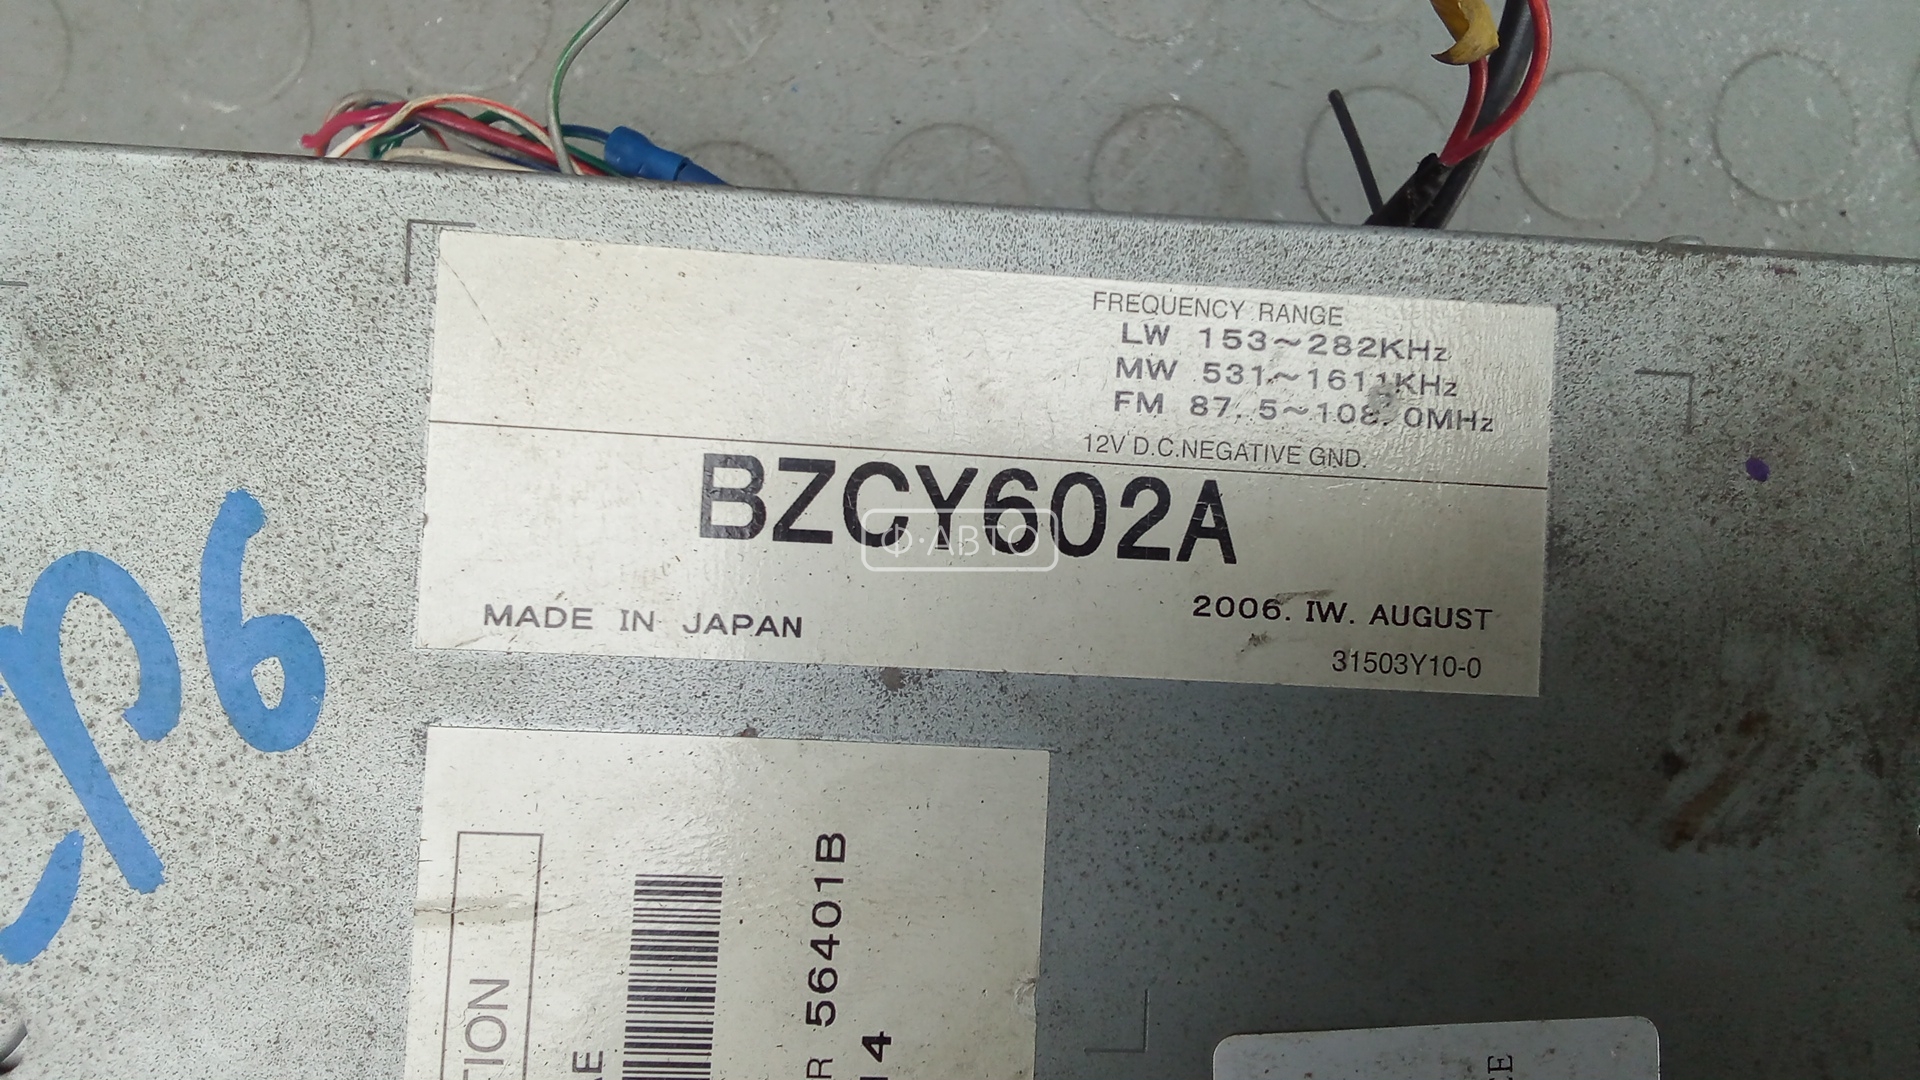 FREQUENCY RANGE
LW 153~282KHz
MW 531~1611KHz
FM 87.5~108.0MHz
12V D.C.NEGATIVE GND.
BZCY602A
Ф·АВТО
MADE IN JAPAN
2006. IW. AUGUST
31503Y10-0
R 56401B
14